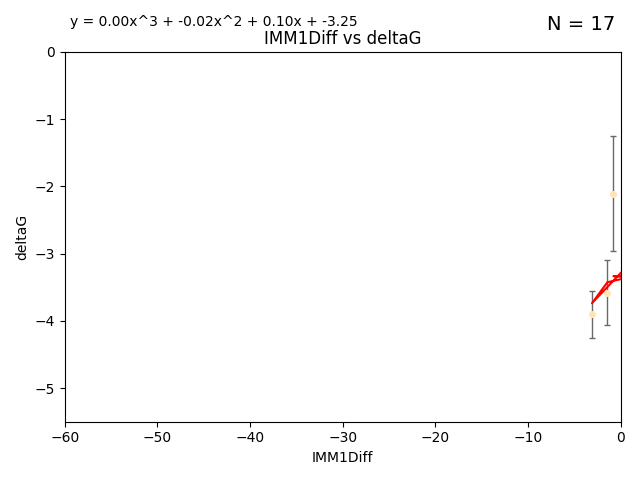 y = 0.00x^3 + -0.02x^2 + 0.10x + -3.25
N = 17
IMM1Diff vs deltaG
deltaG
0
−1
−2
−3
−4
−5
−60
−50
−40
−30
−20
−10
0
IMM1Diff